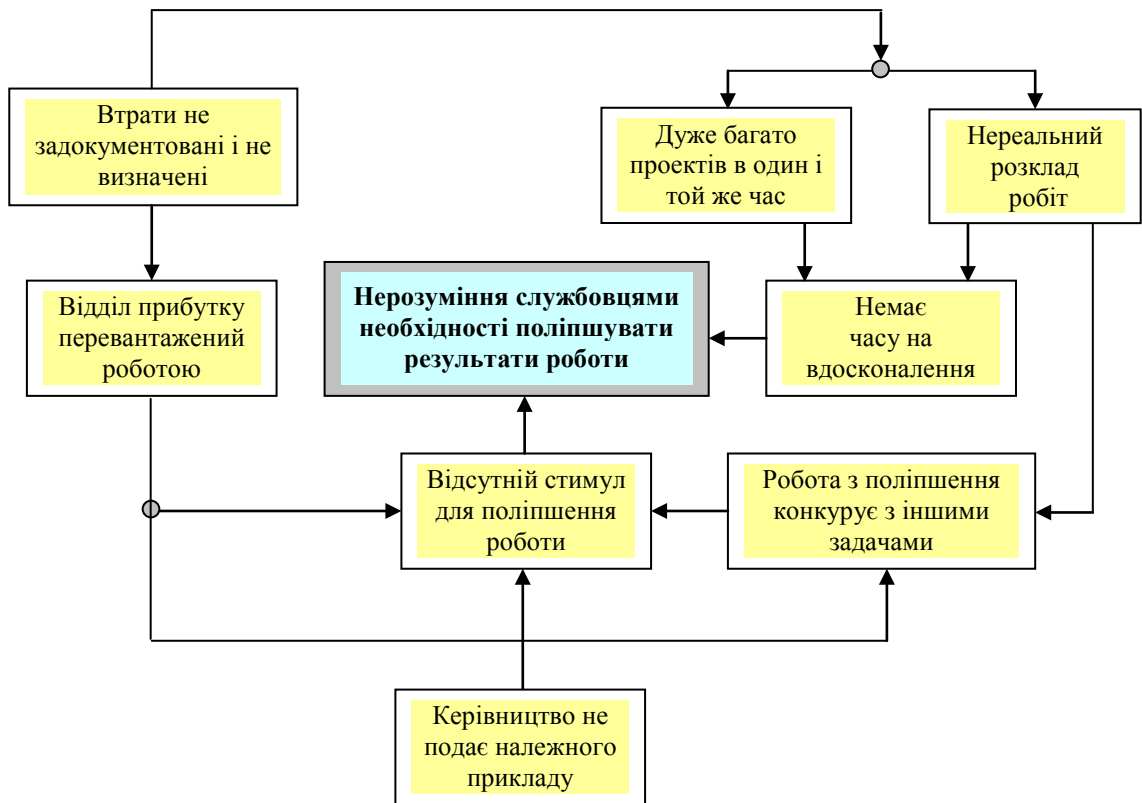 Втрати не
задокументовані і не
визначені
Дуже багато
проектів в один і
той же час
Нереальний
розклад
робіт
Відділ прибутку
перевантажений
роботою
Нерозуміння службовцями
необхідності поліпшувати
результати роботи
Немає
часу на
вдосконалення
Відсутній стимул
для поліпшення
роботи
Робота з поліпшення
конкурує з іншими
задачами
Керівництво не
подає належного
прикладу